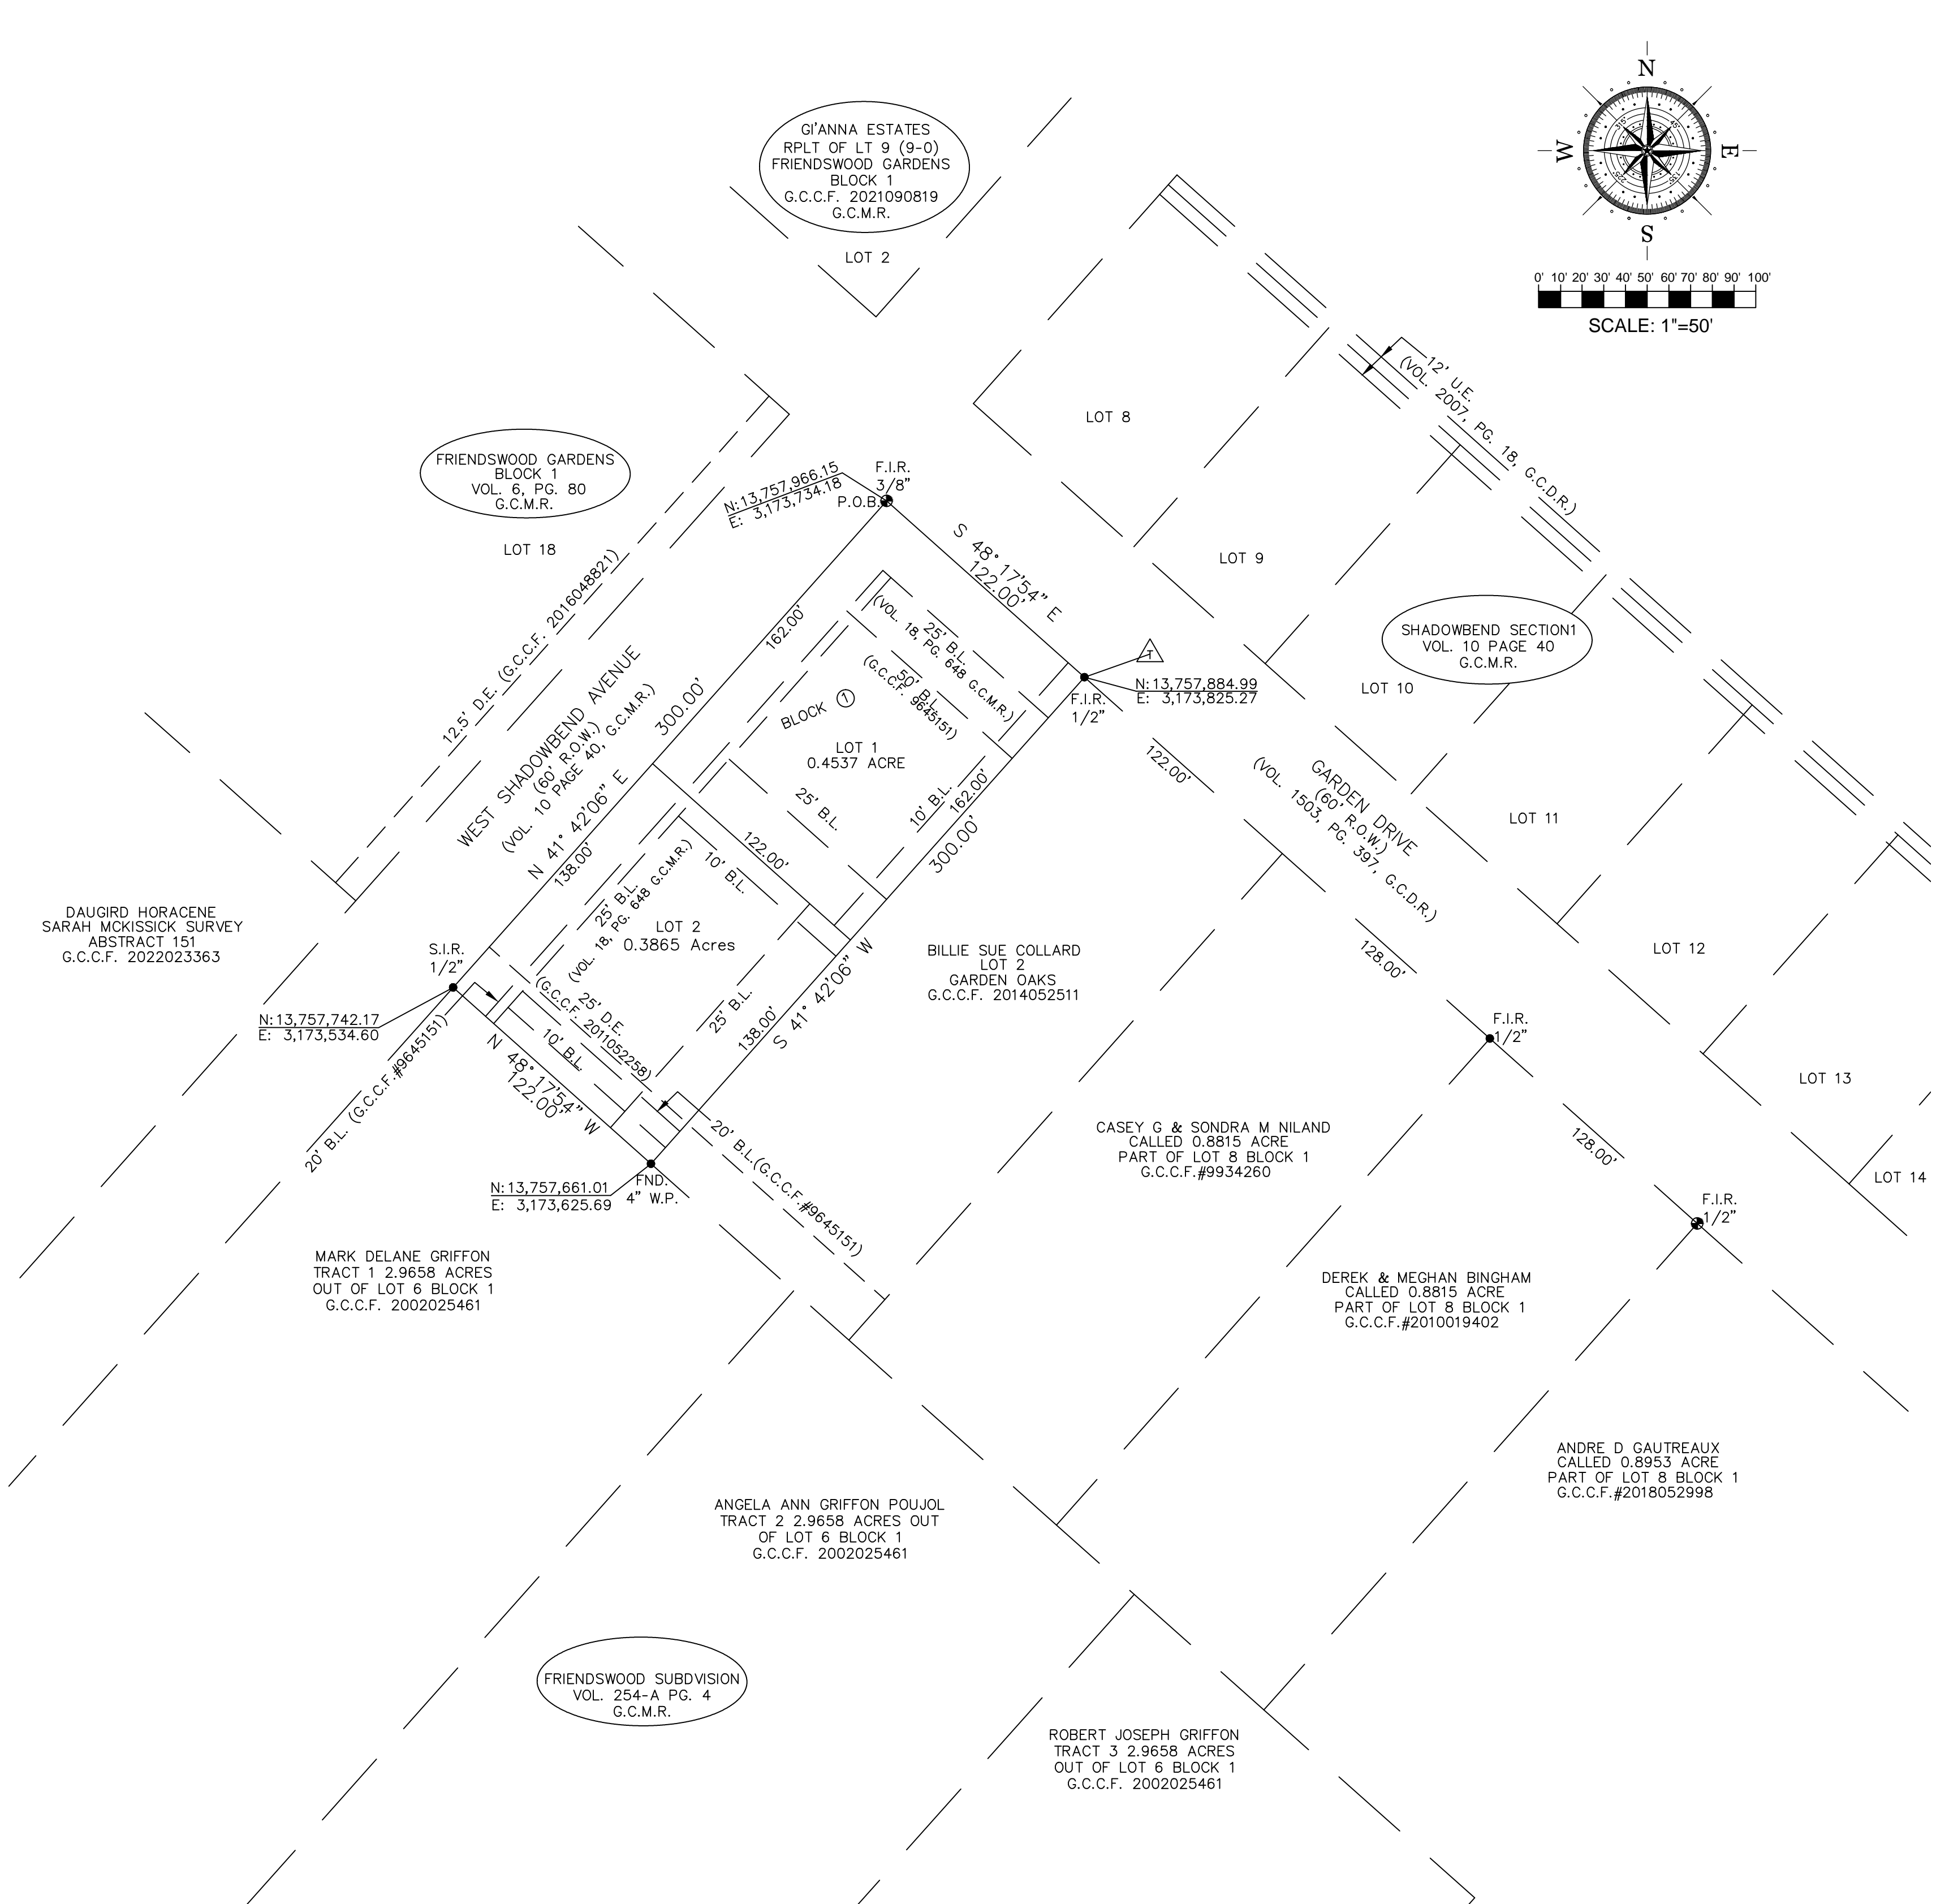 N
W
E
S
315°
45°
225°
135°
0' 10' 20' 30' 40' 50' 60' 70' 80' 90' 100'
SCALE: 1"=50'
GI'ANNA ESTATES
RPLT OF LT 9 (9-0)
FRIENDSWOOD GARDENS
BLOCK 1
G.C.C.F. 2021090819
G.C.M.R.
LOT 2
12' U.E.
(VOL. 2007, PG. 18, G.C.D.R.)
LOT 8
FRIENDSWOOD GARDENS
BLOCK 1
VOL. 6, PG. 80
G.C.M.R.
LOT 18
N: 13,757,966.15
E: 3,173,734.18
F.I.R.
3/8"
P.O.B.
S 48° 17'54" E
122.00'
LOT 9
12.5' D.E. (G.C.C.F. 2016048821)
WEST SHADOWBEND AVENUE
(60' R.O.W.)
(VOL. 10 PAGE 40, G.C.M.R.)
162.00'
300.00'
N 41° 42'06" E
138.00'
25' B.L.
(VOL. 18, PG. 648 G.C.M.R.)
50' B.L.
(G.C.C.F. 9645151)
BLOCK 1
LOT 1
0.4537 ACRE
25' B.L.
10' B.L.
162.00'
300.00'
T
N: 13,757,884.99
E: 3,173,825.27
F.I.R.
1/2"
SHADOWBEND SECTION1
VOL. 10 PAGE 40
G.C.M.R.
LOT 10
122.00'
GARDEN DRIVE
(60' R.O.W.)
(VOL. 1503, PG. 397, G.C.D.R.)
LOT 11
122.00'
10' B.L.
25' B.L.
(VOL. 18, PG. 648 G.C.M.R.)
LOT 2
0.3865 Acres
25' B.L.
138.00'
S 41° 42'06" W
DAUGIRD HORACENE
SARAH MCKISSICK SURVEY
ABSTRACT 151
G.C.C.F. 2022023363
S.I.R.
1/2"
N: 13,757,742.17
E: 3,173,534.60
25' D.E.
(G.C.C.F. 2011052258)
10' B.L.
N 48° 17'54" W
122.00'
20' B.L. (G.C.C.F.#9645151)
BILLIE SUE COLLARD
LOT 2
GARDEN OAKS
G.C.C.F. 2014052511
128.00'
LOT 12
F.I.R.
1/2"
LOT 13
20' B.L.(G.C.C.F.#9645151)
N: 13,757,661.01
E: 3,173,625.69
FND.
4" W.P.
CASEY G & SONDRA M NILAND
CALLED 0.8815 ACRE
PART OF LOT 8 BLOCK 1
G.C.C.F.#9934260
128.00'
LOT 14
F.I.R.
1/2"
MARK DELANE GRIFFON
TRACT 1 2.9658 ACRES
OUT OF LOT 6 BLOCK 1
G.C.C.F. 2002025461
DEREK & MEGHAN BINGHAM
CALLED 0.8815 ACRE
PART OF LOT 8 BLOCK 1
G.C.C.F.#2010019402
ANDRE D GAUTREAUX
CALLED 0.8953 ACRE
PART OF LOT 8 BLOCK 1
G.C.C.F.#2018052998
ANGELA ANN GRIFFON POUJOL
TRACT 2 2.9658 ACRES OUT
OF LOT 6 BLOCK 1
G.C.C.F. 2002025461
FRIENDSWOOD SUBDVISION
VOL. 254-A PG. 4
G.C.M.R.
ROBERT JOSEPH GRIFFON
TRACT 3 2.9658 ACRES
OUT OF LOT 6 BLOCK 1
G.C.C.F. 2002025461